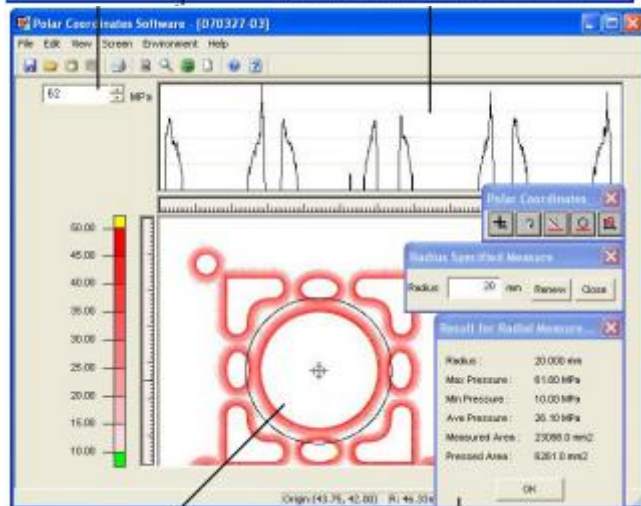 Polar Coordinates Software - [070327-03]
File Edit View Screen Environment Help
62 MPa
Polar Coordinates
Radius Specified Measure
Radius 20 mm Renew Close
50.00
45.00
40.00
35.00
30.00
25.00
20.00
15.00
10.00
Result for Radial Measure...
Radius : 20.000 mm
Max Pressure : 61.00 MPa
Min Pressure : 10.00 MPa
Ave Pressure : 26.10 MPa
Measured Area : 23098.0 mm2
Pressed Area : 6261.0 mm2
OK
Origin (43.75, 42.00)